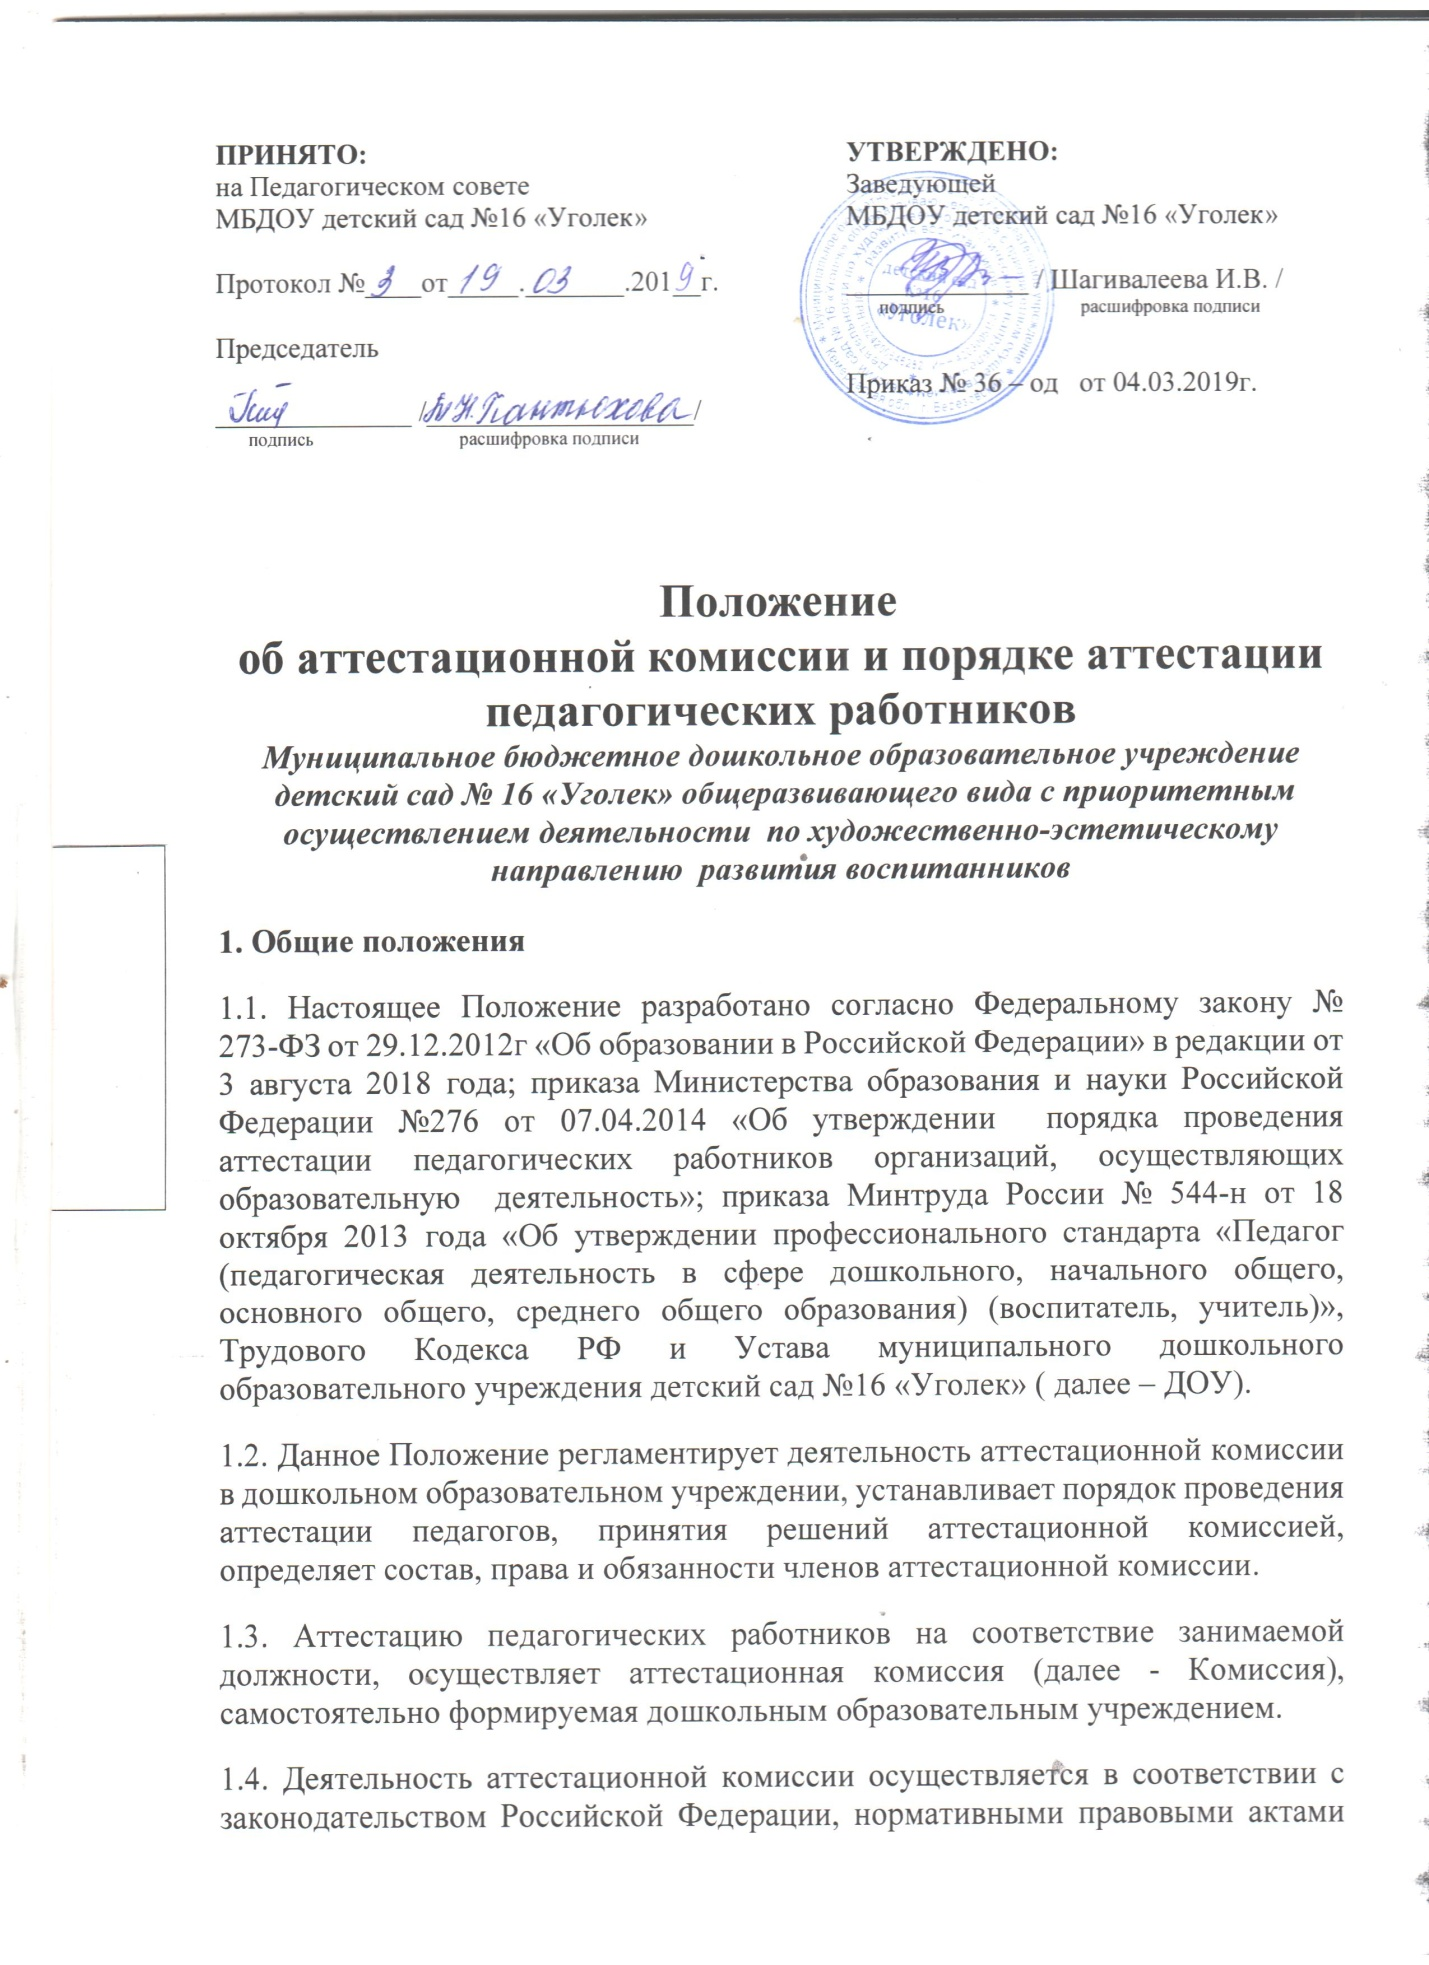 ПРИНЯТО:
на Педагогическом совете
МБДОУ детский сад №16 «Уголек»
Протокол № 3 от 19 . 03 .2019 г.
Председатель
/ Пантюхова /
подпись расшифровка подписи
УТВЕРЖДЕНО:
Заведующей
МБДОУ детский сад №16 «Уголек»
/ Шагивалеева И.В. /
подпись расшифровка подписи
Приказ № 36 – од от 04.03.2019г.
детский сад
№16
«Уголек»
Положение
об аттестационной комиссии и порядке аттестации
педагогических работников
Муниципальное бюджетное дошкольное образовательное учреждение
детский сад № 16 «Уголек» общеразвивающего вида с приоритетным
осуществлением деятельности по художественно-эстетическому
направлению развития воспитанников
1. Общие положения
1.1. Настоящее Положение разработано согласно Федеральному закону №
273-ФЗ от 29.12.2012г «Об образовании в Российской Федерации» в редакции от
3 августа 2018 года; приказа Министерства образования и науки Российской
Федерации №276 от 07.04.2014 «Об утверждении порядка проведения
аттестации педагогических работников организаций, осуществляющих
образовательную деятельность»; приказа Минтруда России № 544-н от 18
октября 2013 года «Об утверждении профессионального стандарта «Педагог
(педагогическая деятельность в сфере дошкольного, начального общего,
основного общего, среднего общего образования) (воспитатель, учитель)»,
Трудового Кодекса РФ и Устава муниципального дошкольного
образовательного учреждения детский сад №16 «Уголек» ( далее – ДОУ).
1.2. Данное Положение регламентирует деятельность аттестационной комиссии
в дошкольном образовательном учреждении, устанавливает порядок проведения
аттестации педагогов, принятия решений аттестационной комиссией,
определяет состав, права и обязанности членов аттестационной комиссии.
1.3. Аттестацию педагогических работников на соответствие занимаемой
должности, осуществляет аттестационная комиссия (далее - Комиссия),
самостоятельно формируемая дошкольным образовательным учреждением.
1.4. Деятельность аттестационной комиссии осуществляется в соответствии с
законодательством Российской Федерации, нормативными правовыми актами